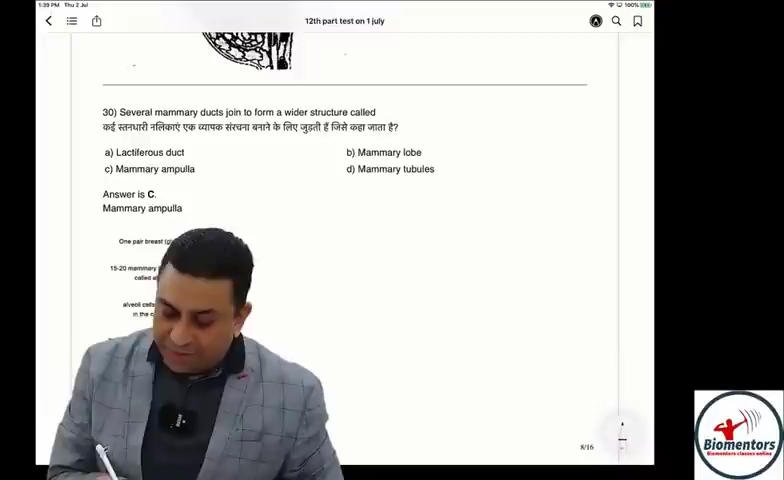 1:39 PM Thu 2 Jul
100%
12th part test on 1 july
30) Several mammary ducts join to form a wider structure called
कई स्तनधारी नलिकाएं एक व्यापक संरचना बनाने के लिए जुड़ती हैं जिसे कहा जाता है?
a) Lactiferous duct
b) Mammary lobe
c) Mammary ampulla
d) Mammary tubules
Answer is C.
Mammary ampulla
One pair breast
15-20 mammary
called
alveoli cells
in the
8/16
Biomentors
Biomentors classes online